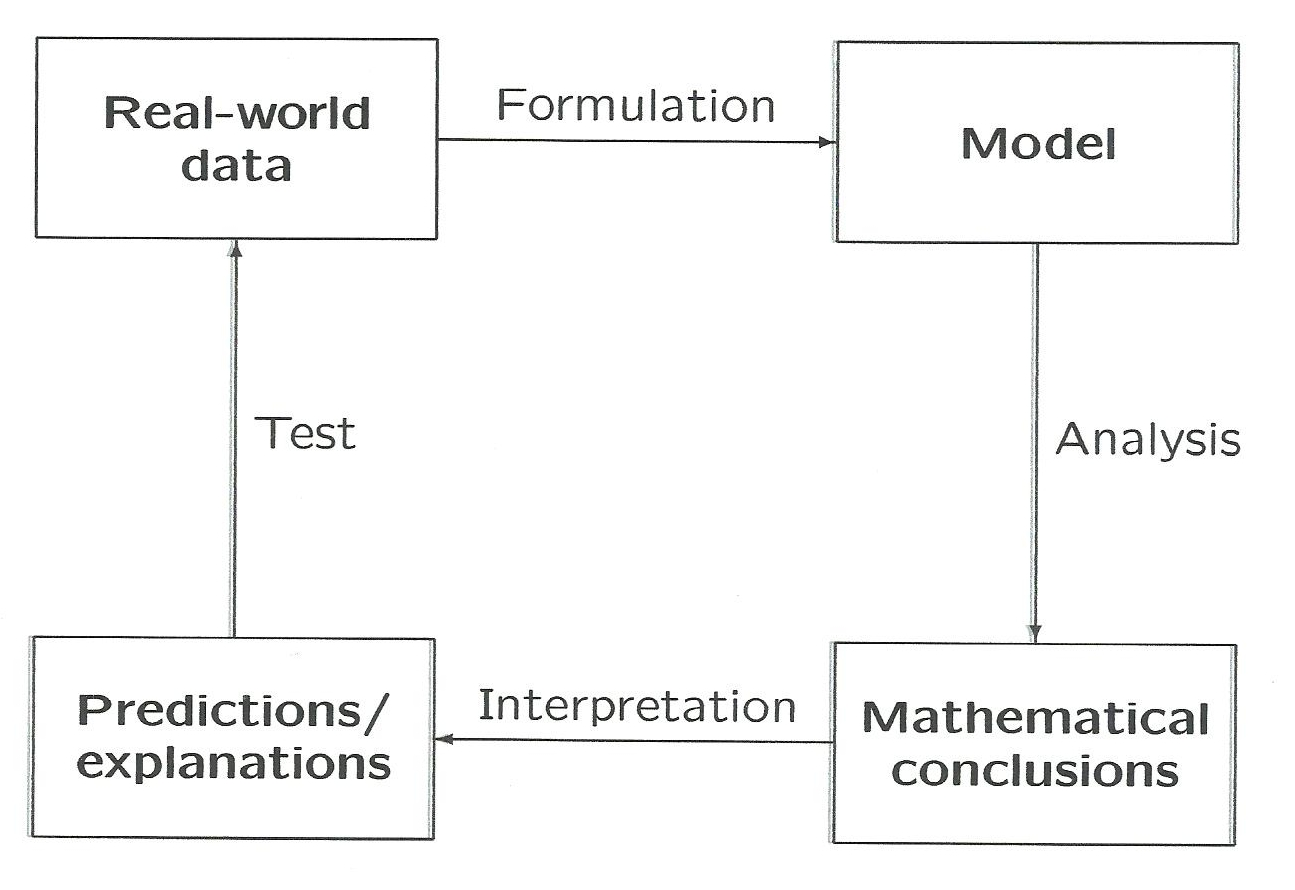 Real-world
data
Formulation
Model
Test
Analysis
Predictions/
explanations
Interpretation
Mathematical
conclusions